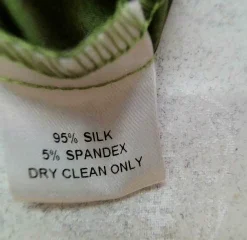 95% SILK
5% SPANDEX
DRY CLEAN ONLY